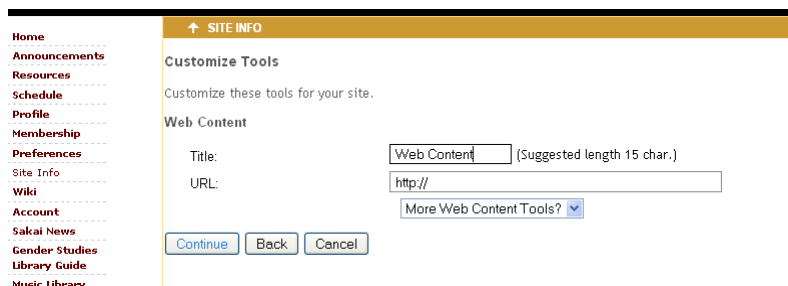 SITE INFO
Home
Announcements
Resources
Schedule
Profile
Membership
Preferences
Site Info
Wiki
Account
Sakai News
Gender Studies
Library Guide
Music Library
Customize Tools
Customize these tools for your site.
Web Content
Title: Web Content (Suggested length 15 char.)
URL: http://
More Web Content Tools?
Continue Back Cancel